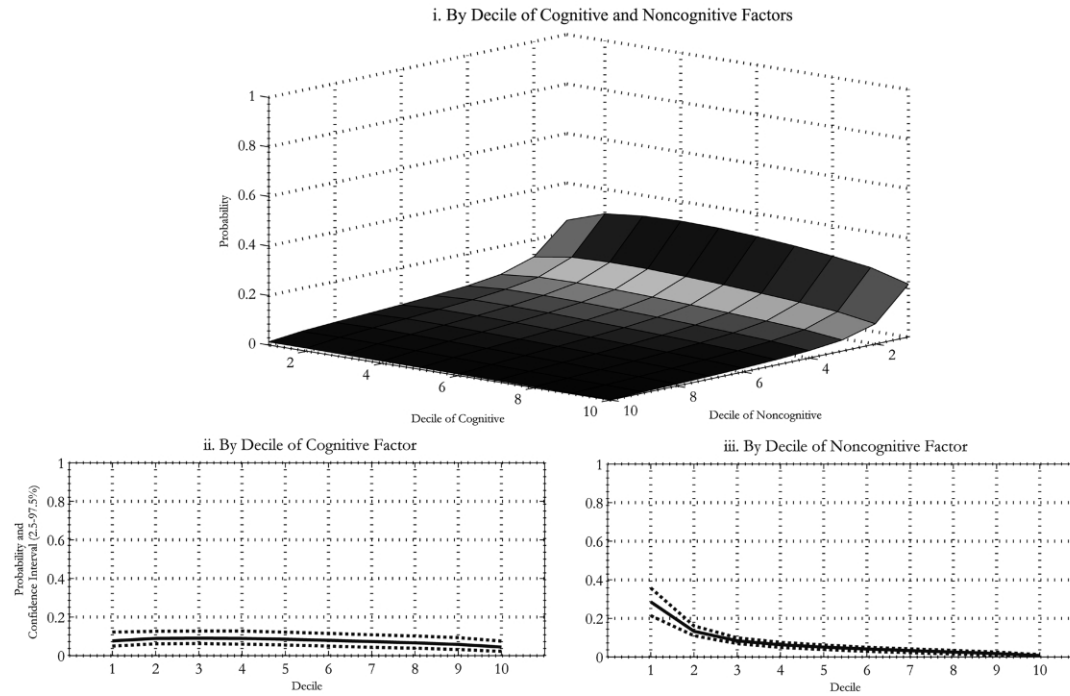 i. By Decile of Cognitive and Noncognitive Factors
1
0.8
0.6
0.4
0.2
0
Probability
2
4
6
8
10
Decile of Cognitive
10
8
6
4
2
Decile of Noncognitive
ii. By Decile of Cognitive Factor
Probability and
Confidence Interval (2.5-97.5%)
1
0.8
0.6
0.4
0.2
0
1 2 3 4 5 6 7 8 9 10
Decile
iii. By Decile of Noncognitive Factor
1
0.8
0.6
0.4
0.2
0
1 2 3 4 5 6 7 8 9 10
Decile